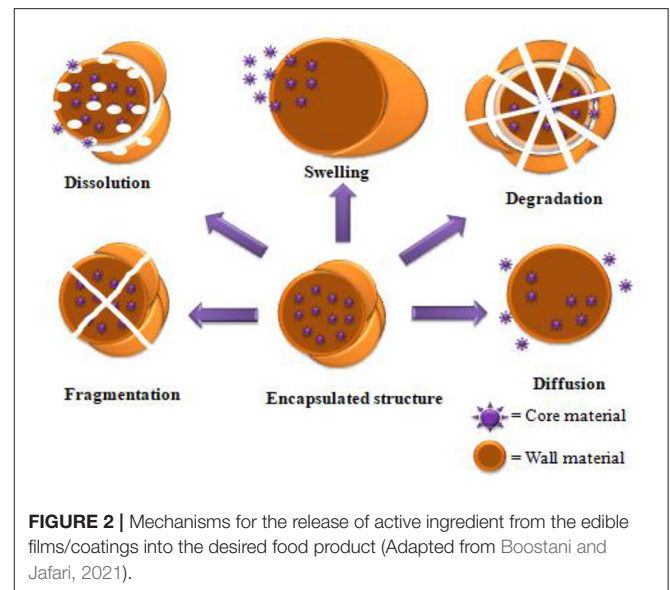 Dissolution
Swelling
Degradation
Fragmentation
Encapsulated structure
Diffusion
= Core material
= Wall material
FIGURE 2 | Mechanisms for the release of active ingredient from the edible
films/coatings into the desired food product (Adapted from Boostani and
Jafari, 2021).